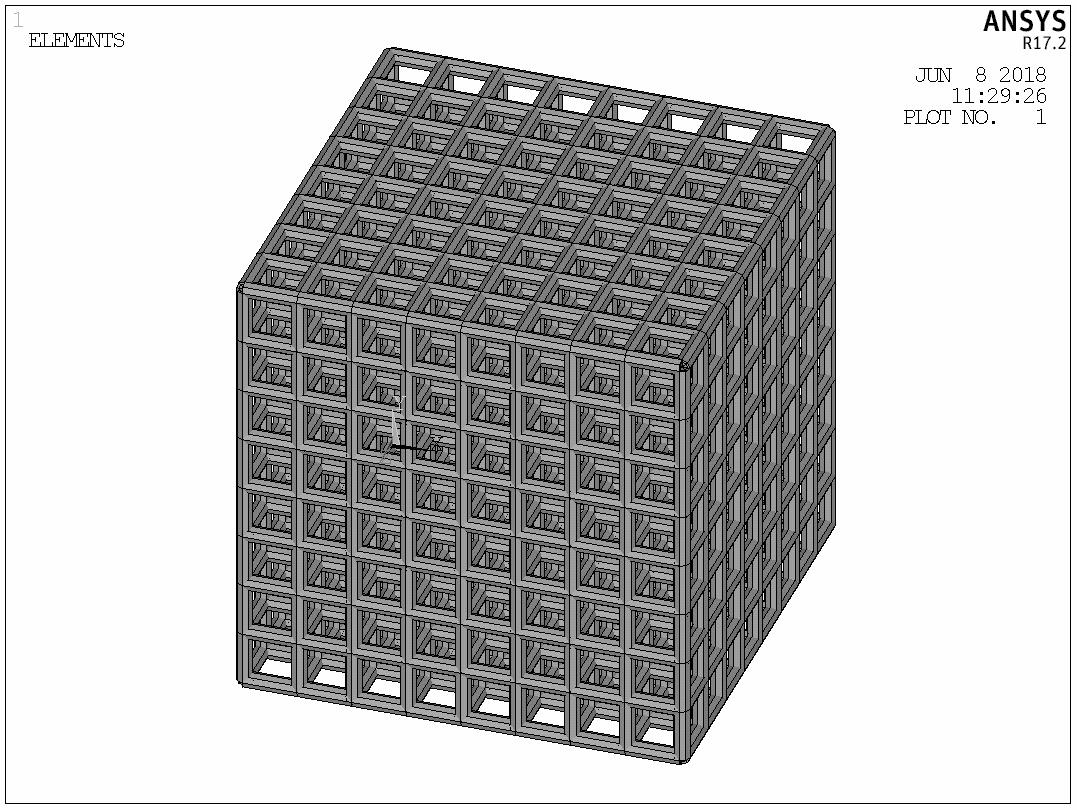 1
ELEMENTS
ANSYS
R17.2
JUN  8 2018
11:29:26
PLOT NO.   1